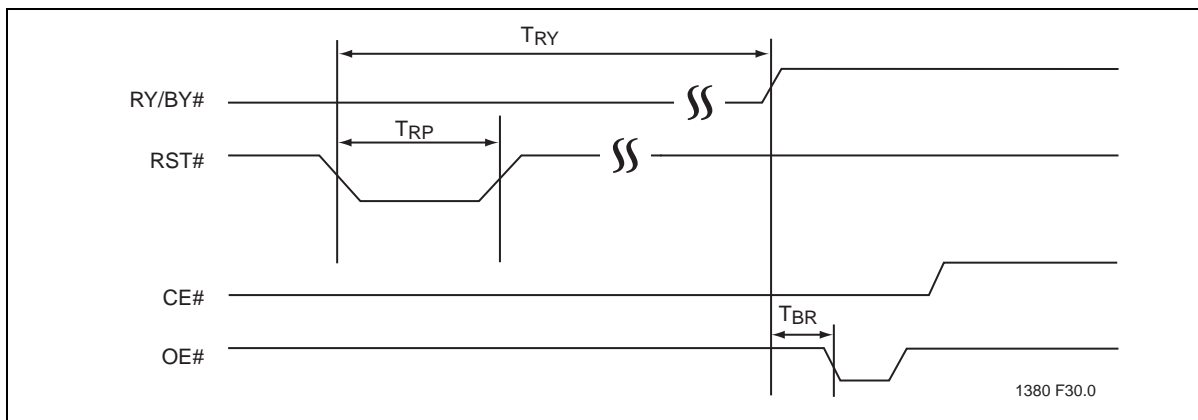 TRY
RY/BY#
TRP
RST#
CE#
TBR
OE#
1380 F30.0